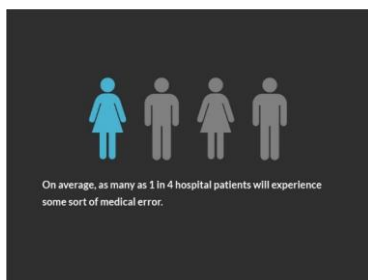 On average, as many as 1 in 4 hospital patients will experience
some sort of medical error.